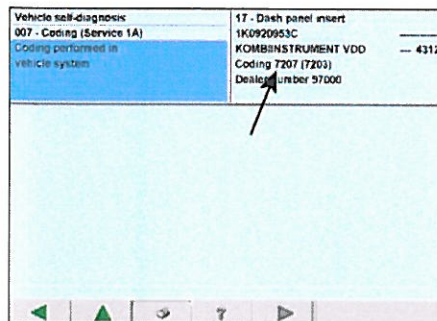 Vehicle self-diagnosis
007 - Coding (Service 1A)
Coding performed in
vehicle system
17 - Dash panel insert
1K0920953C
KOMBIINSTRUMENT VDD --- 4312
Coding 7207 (7203)
Dealer number 97000
?